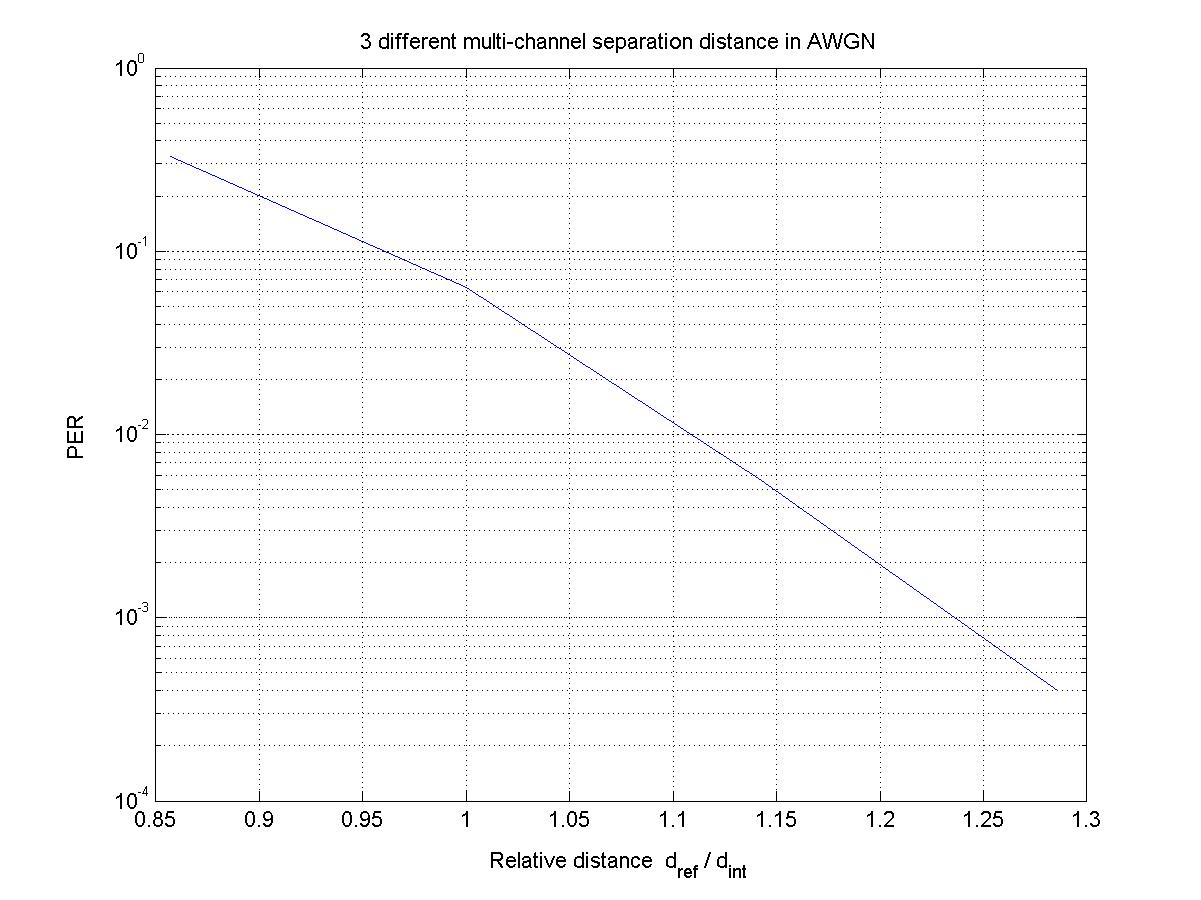 3 different multi-channel separation distance in AWGN
10^0
10^-1
10^-2
10^-3
10^-4
PER
0.85 0.9 0.95 1 1.05 1.1 1.15 1.2 1.25 1.3
Relative distance d_ref / d_int